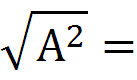 √A² =